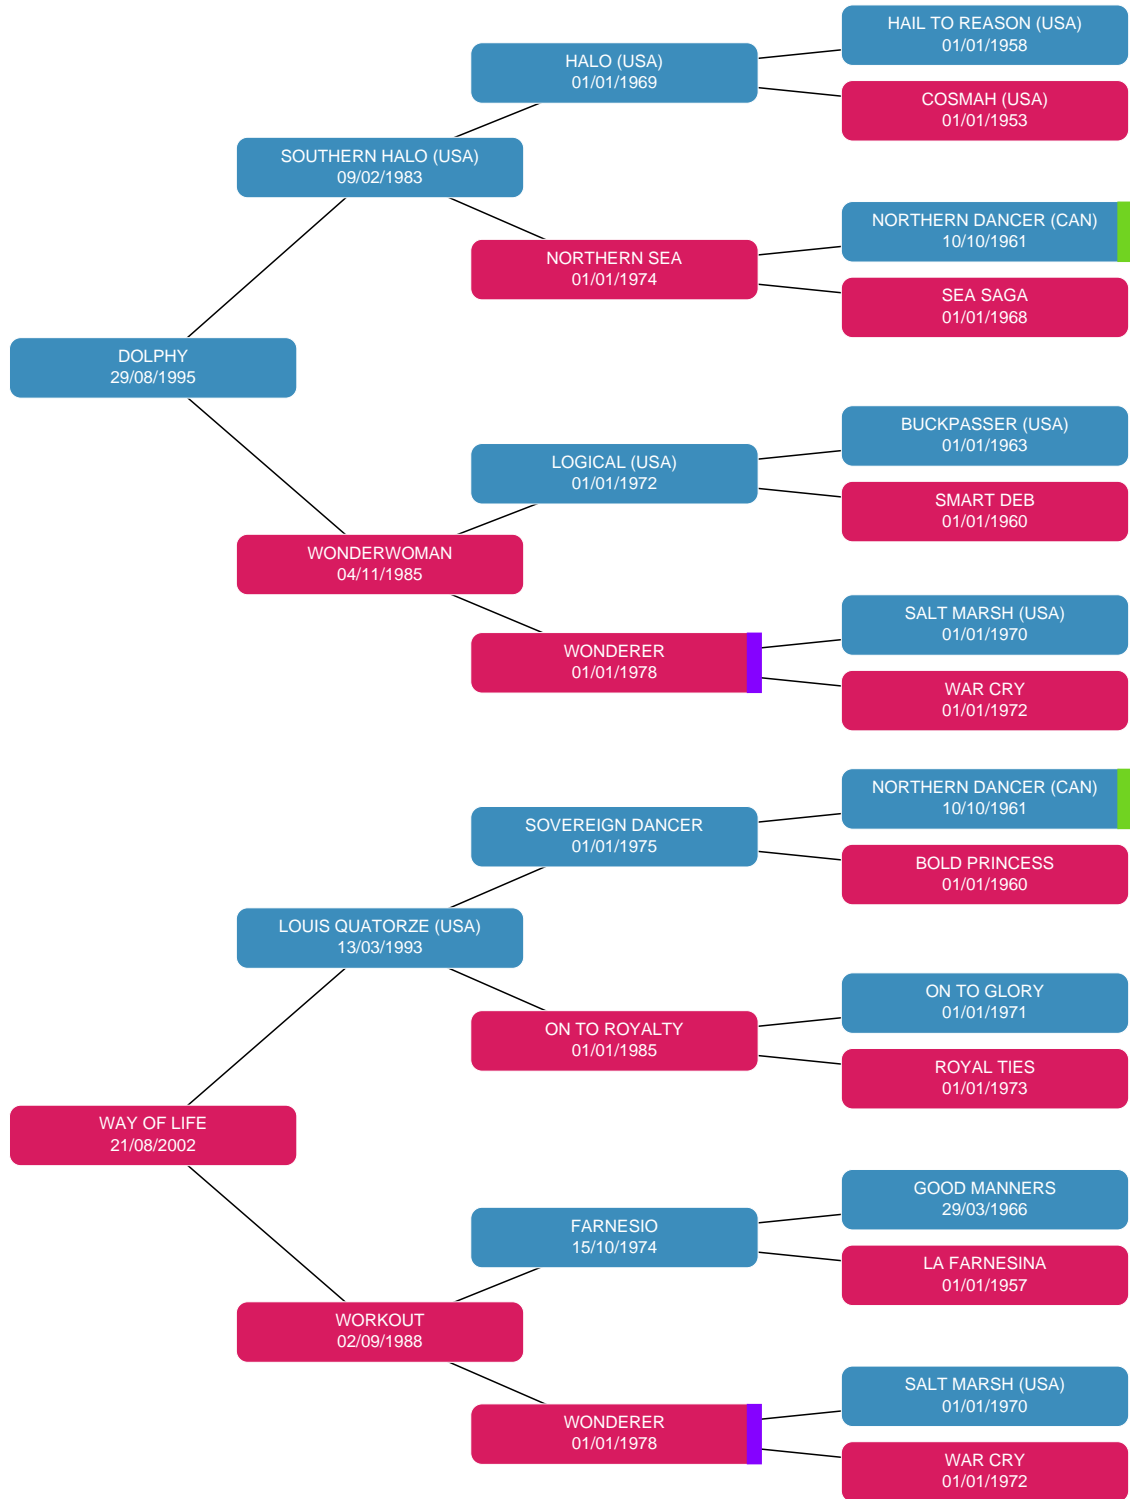 HAIL TO REASON (USA)
01/01/1958
HALO (USA)
01/01/1969
COSMAH (USA)
01/01/1953
SOUTHERN HALO (USA)
09/02/1983
NORTHERN DANCER (CAN)
10/10/1961
NORTHERN SEA
01/01/1974
SEA SAGA
01/01/1968
DOLPHY
29/08/1995
BUCKPASSER (USA)
01/01/1963
LOGICAL (USA)
01/01/1972
SMART DEB
01/01/1960
WONDERWOMAN
04/11/1985
SALT MARSH (USA)
01/01/1970
WONDERER
01/01/1978
WAR CRY
01/01/1972
NORTHERN DANCER (CAN)
10/10/1961
SOVEREIGN DANCER
01/01/1975
BOLD PRINCESS
01/01/1960
LOUIS QUATORZE (USA)
13/03/1993
ON TO GLORY
01/01/1971
ON TO ROYALTY
01/01/1985
ROYAL TIES
01/01/1973
WAY OF LIFE
21/08/2002
GOOD MANNERS
29/03/1966
FARNESIO
15/10/1974
LA FARNESINA
01/01/1957
WORKOUT
02/09/1988
SALT MARSH (USA)
01/01/1970
WONDERER
01/01/1978
WAR CRY
01/01/1972